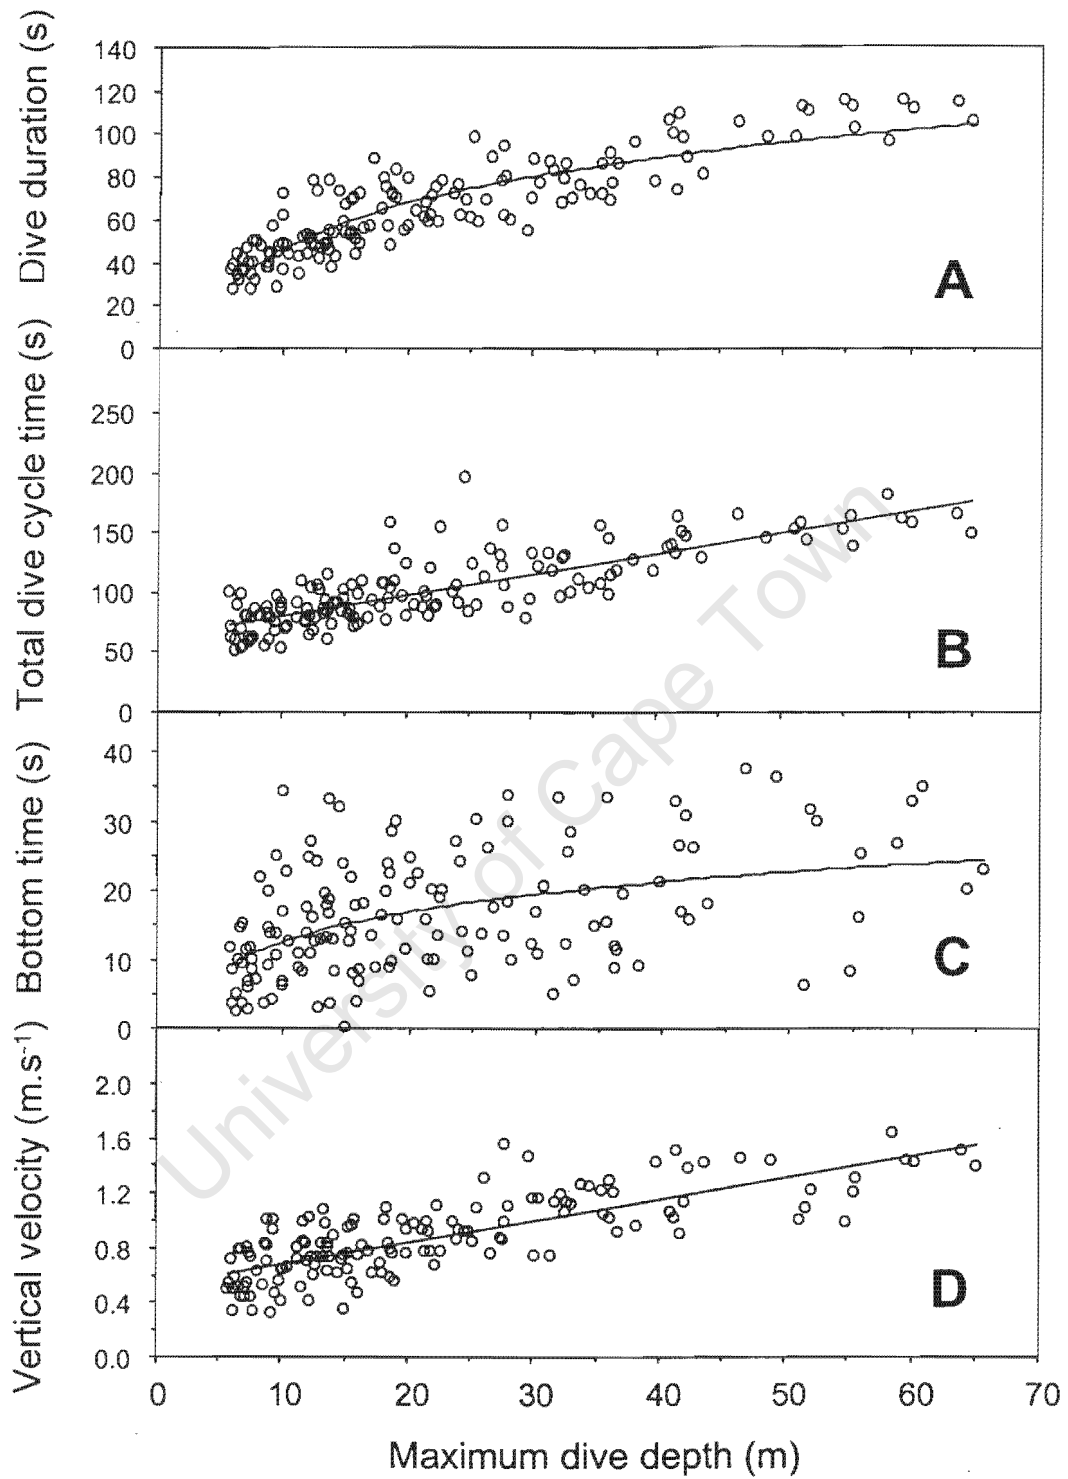 Dive duration (s)
140
120
100
80
60
40
20
0
A
Total dive cycle time (s)
250
200
150
100
50
0
B
Bottom time (s)
40
30
20
10
0
C
Vertical velocity (m.s-1)
2.0
1.6
1.2
0.8
0.4
0.0
D
0 10 20 30 40 50 60 70
Maximum dive depth (m)
University of Cape Town